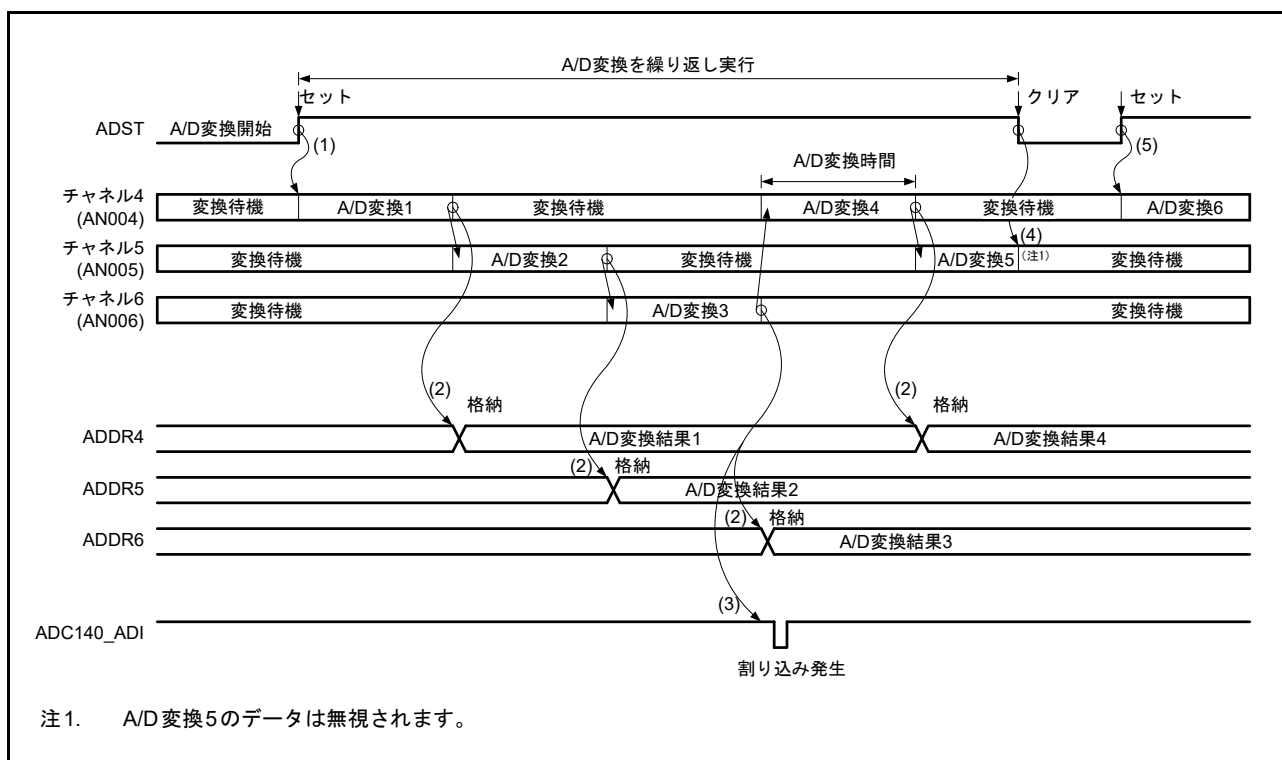 A/D変換を繰り返し実行
セット
クリア
セット
ADST
A/D変換開始
(1)
(5)
A/D変換時間
チャネル4
(AN004)
変換待機
A/D変換1
変換待機
A/D変換4
変換待機
A/D変換6
チャネル5
(AN005)
変換待機
A/D変換2
変換待機
A/D変換5
(4)
(注1)
変換待機
チャネル6
(AN006)
変換待機
A/D変換3
変換待機
(2)
格納
(2)
格納
ADDR4
A/D変換結果1
A/D変換結果4
(2)
格納
ADDR5
A/D変換結果2
(2)
格納
ADDR6
A/D変換結果3
(3)
ADC140_ADI
割り込み発生
注1. A/D変換5のデータは無視されます。